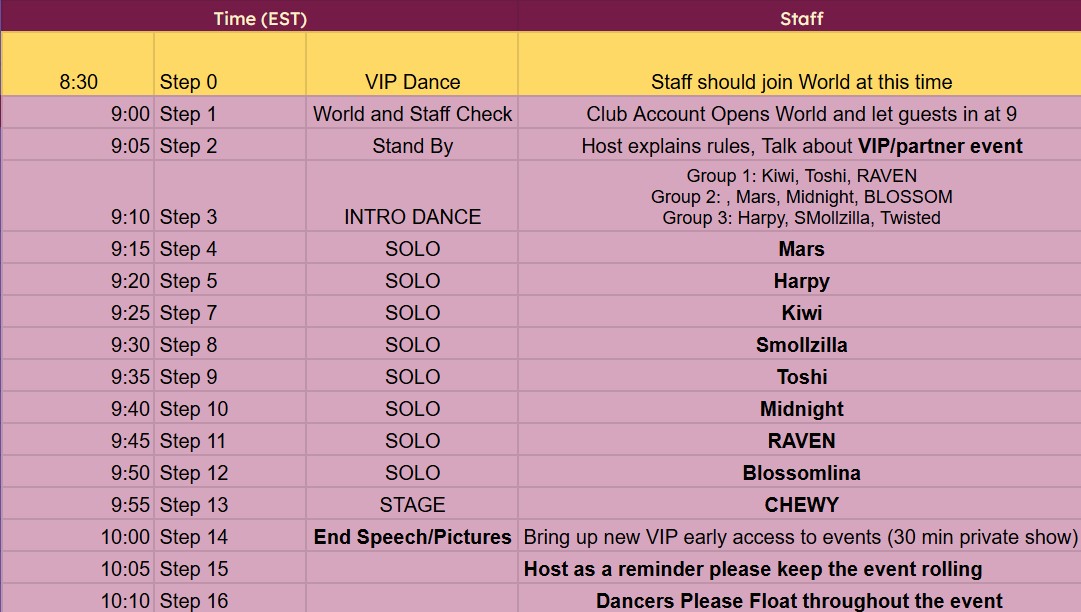 Time (EST) Staff
8:30 Step 0 VIP Dance Staff should join World at this time
9:00 Step 1 World and Staff Check Club Account Opens World and let guests in at 9
9:05 Step 2 Stand By Host explains rules, Talk about VIP/partner event
Group 1: Kiwi, Toshi, RAVEN
Group 2: , Mars, Midnight, BLOSSOM
9:10 Step 3 INTRO DANCE Group 3: Harpy, SMollzilla, Twisted
9:15 Step 4 SOLO Mars
9:20 Step 5 SOLO Harpy
9:25 Step 7 SOLO Kiwi
9:30 Step 8 SOLO Smollzilla
9:35 Step 9 SOLO Toshi
9:40 Step 10 SOLO Midnight
9:45 Step 11 SOLO RAVEN
9:50 Step 12 SOLO Blossomlina
9:55 Step 13 STAGE CHEWY
10:00 Step 14 End Speech/Pictures Bring up new VIP early access to events (30 min private show)
10:05 Step 15 Host as a reminder please keep the event rolling
10:10 Step 16 Dancers Please Float throughout the event